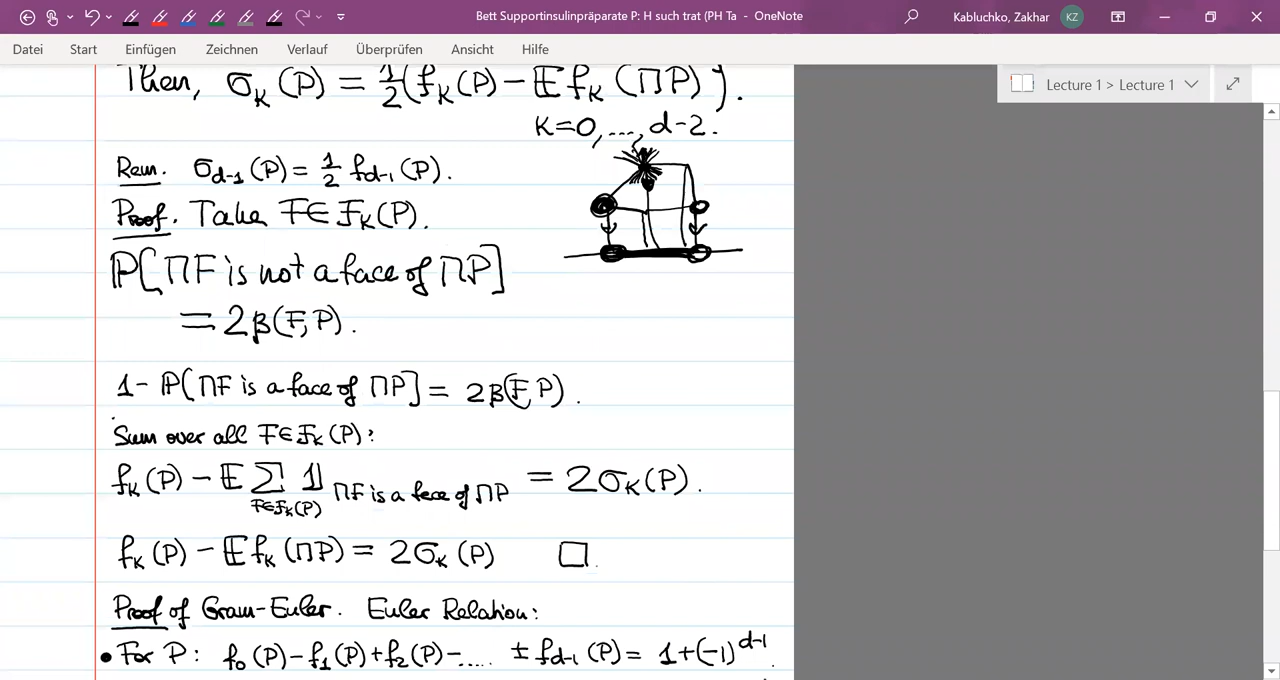 Bett Supportinsulinpräparate P: H such trat (PH Ta - OneNote
Kabluchko, Zakhar KZ
Datei Start Einfügen Zeichnen Verlauf Überprüfen Ansicht Hilfe
Lecture 1 > Lecture 1
Then, σ_K(P) = 1/2(f_K(P) − 𝔼 f_K(ΠP)).
K=0,...,d−2.
Rem. σ_{d-1}(P) = 1/2 f_{d-1}(P).
Proof. Take F∈ℱ_K(P).
ℙ[ΠF is not a face of ΠP]
= 2β(F,P).
1 − ℙ[ΠF is a face of ΠP] = 2β(F,P).
Sum over all F∈ℱ_K(P):
f_K(P) − 𝔼 Σ_{F∈ℱ_K(P)} 𝟙_{ΠF is a face of ΠP} = 2σ_K(P).
f_K(P) − 𝔼 f_K(ΠP) = 2σ_K(P) □
Proof of Gram-Euler. Euler Relation:
• For P: f_0(P) − f_1(P) + f_2(P) − .... ± f_{d-1}(P) = 1+(−1)^{d-1}.